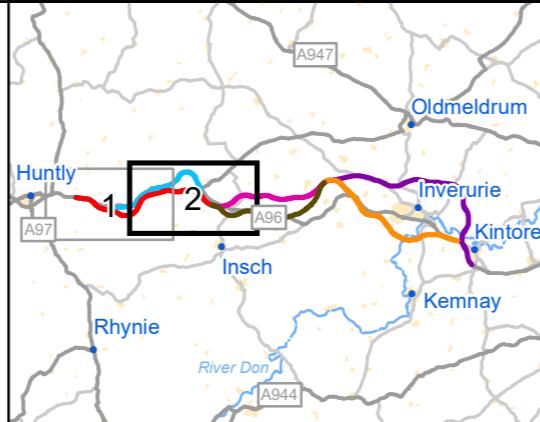 A947
Oldmeldrum
Huntly
1
2
Inverurie
A96
A97
Kintore
Insch
Kemnay
Rhynie
River Don
A944